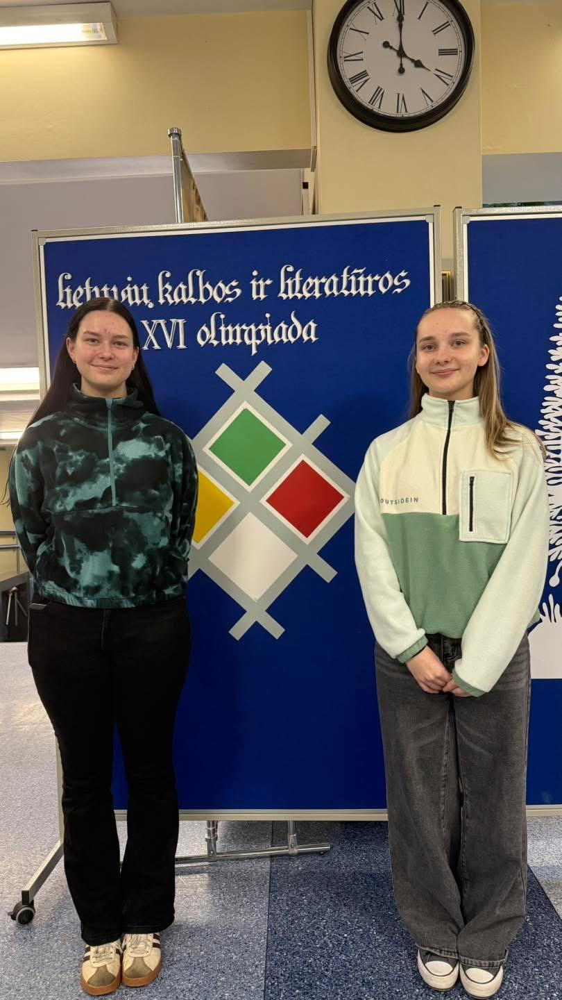 lietuvių kalbos ir literatūros
XVI olimpiada
OUTSIDEIN